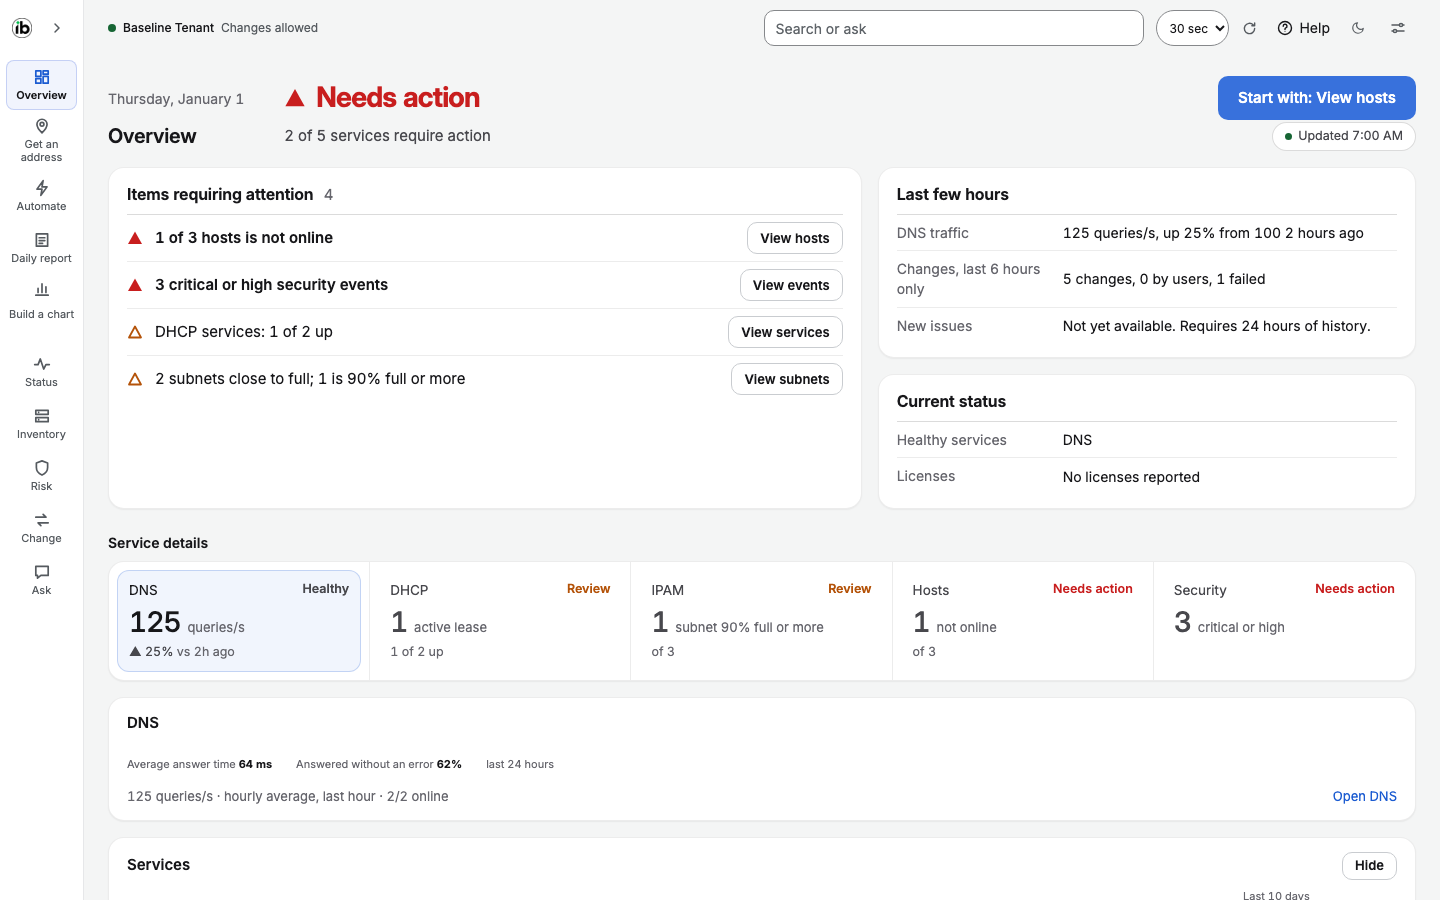 ib
Baseline Tenant Changes allowed
Search or ask
30 sec
Help
Overview
Get an
address
Automate
Daily report
Build a chart
Status
Inventory
Risk
Change
Ask
Thursday, January 1
Overview
Needs action
2 of 5 services require action
Start with: View hosts
Updated 7:00 AM
Items requiring attention 4
1 of 3 hosts is not online View hosts
3 critical or high security events View events
DHCP services: 1 of 2 up View services
2 subnets close to full; 1 is 90% full or more View subnets
Last few hours
DNS traffic 125 queries/s, up 25% from 100 2 hours ago
Changes, last 6 hours
only
5 changes, 0 by users, 1 failed
New issues Not yet available. Requires 24 hours of history.
Current status
Healthy services DNS
Licenses No licenses reported
Service details
DNS Healthy
125 queries/s
▲ 25% vs 2h ago
DHCP Review
1 active lease
1 of 2 up
IPAM Review
1 subnet 90% full or more
of 3
Hosts Needs action
1 not online
of 3
Security Needs action
3 critical or high
DNS
Average answer time 64 ms Answered without an error 62% last 24 hours
125 queries/s · hourly average, last hour · 2/2 online Open DNS
Services Hide
Last 10 days